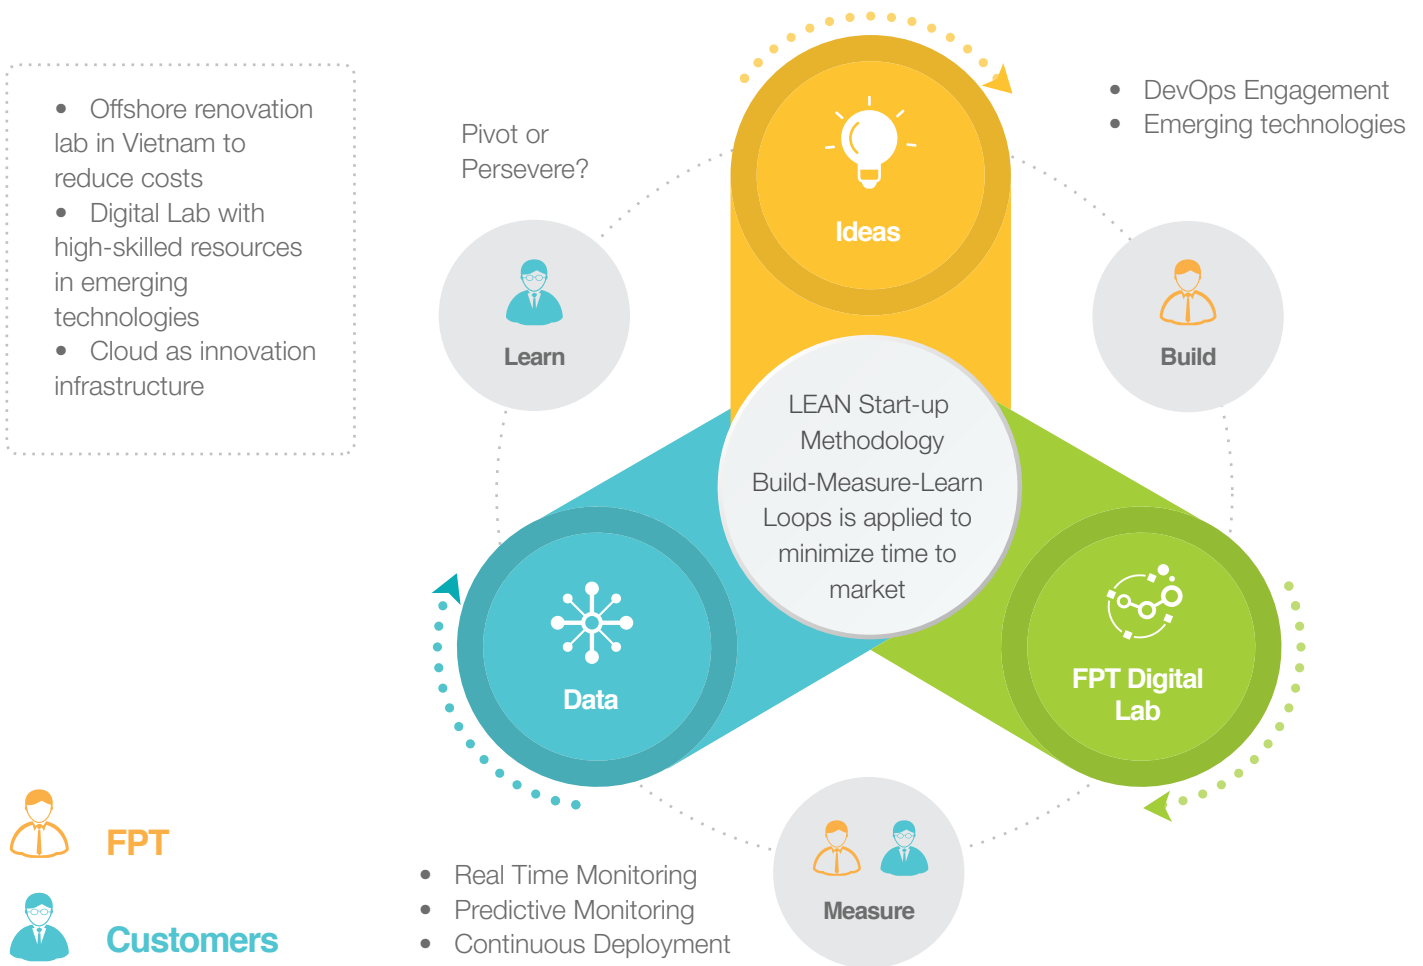 • Offshore renovation
lab in Vietnam to
reduce costs
• Digital Lab with
high-skilled resources
in emerging
technologies
• Cloud as innovation
infrastructure
Pivot or
Persevere?
Ideas
• DevOps Engagement
• Emerging technologies
Learn
Build
LEAN Start-up
Methodology
Build-Measure-Learn
Loops is applied to
minimize time to
market
Data
FPT Digital
Lab
FPT
Customers
• Real Time Monitoring
• Predictive Monitoring
• Continuous Deployment
Measure